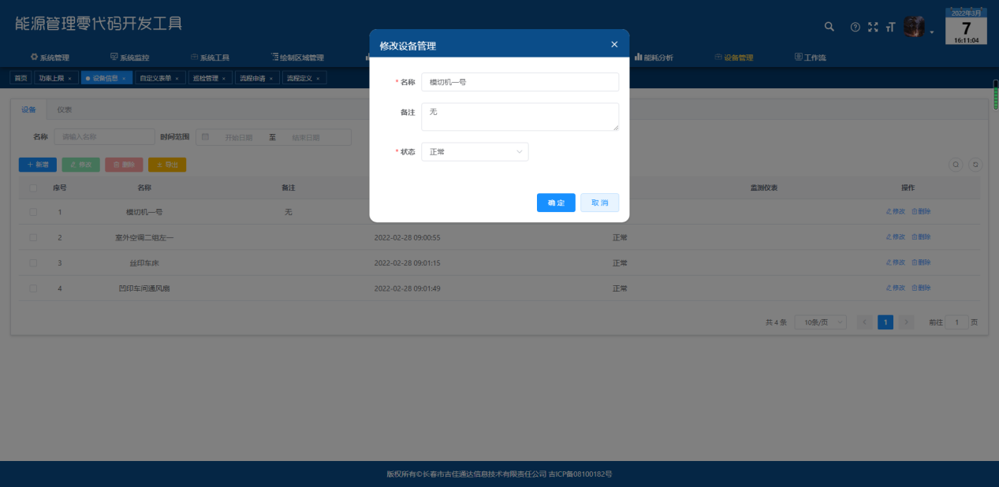 能源管理零代码开发工具
2022年3月
7
16:11:04
系统管理 系统监控 系统工具 绘制区域管理 能耗分析 设备管理 工作流
首页 功率上限 × 设备信息 × 自定义表单 × 巡检管理 × 流程申请 × 流程定义 ×
修改设备管理 ×
* 名称 模切机一号
备注 无
* 状态 正常
确 定 取 消
设备 仪表
名称 请输入名称 时间范围 开始日期 至 结束日期
+ 新增 修改 删除 导出
序号 名称 备注 监测仪表 操作
1 模切机一号 无 修改 删除
2 室外空调二组左一 2022-02-28 09:00:55 正常 修改 删除
3 丝印车床 2022-02-28 09:01:15 正常 修改 删除
4 凹印车间通风扇 2022-02-28 09:01:49 正常 修改 删除
共 4 条 10条/页 < 1 > 前往 1 页
版权所有©长春市吉佳通达信息技术有限责任公司 吉ICP备08100182号